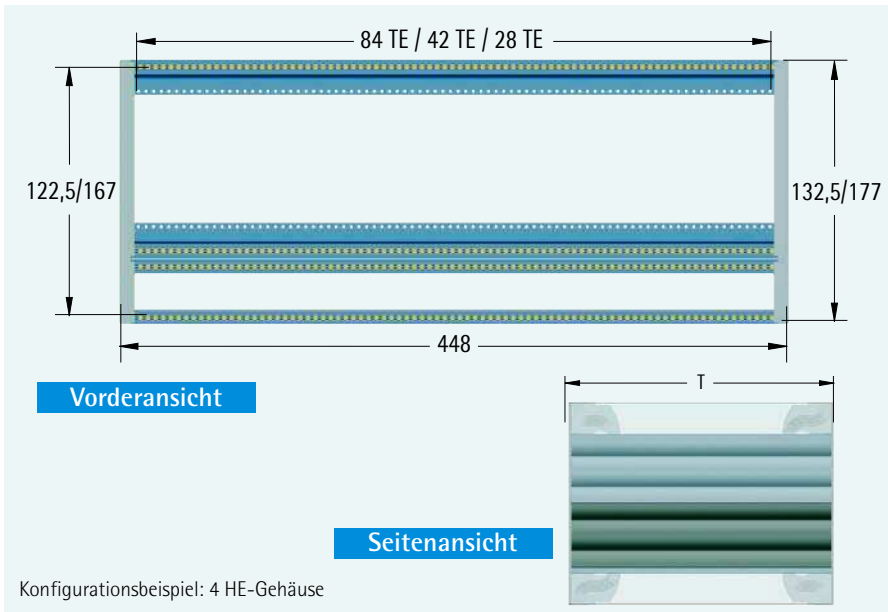 84 TE / 42 TE / 28 TE
122,5/167
132,5/177
448
Vorderansicht
T
Seitenansicht
Konfigurationsbeispiel: 4 HE-Gehäuse